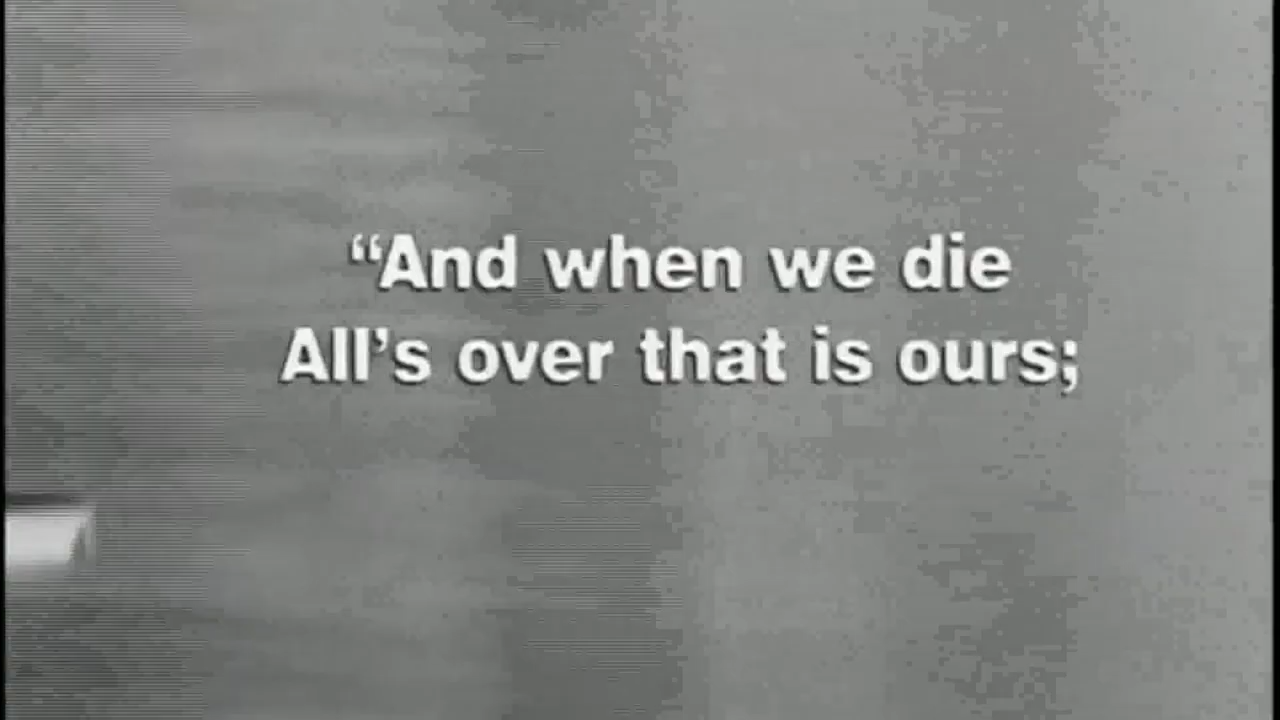 “And when we die
All’s over that is ours;